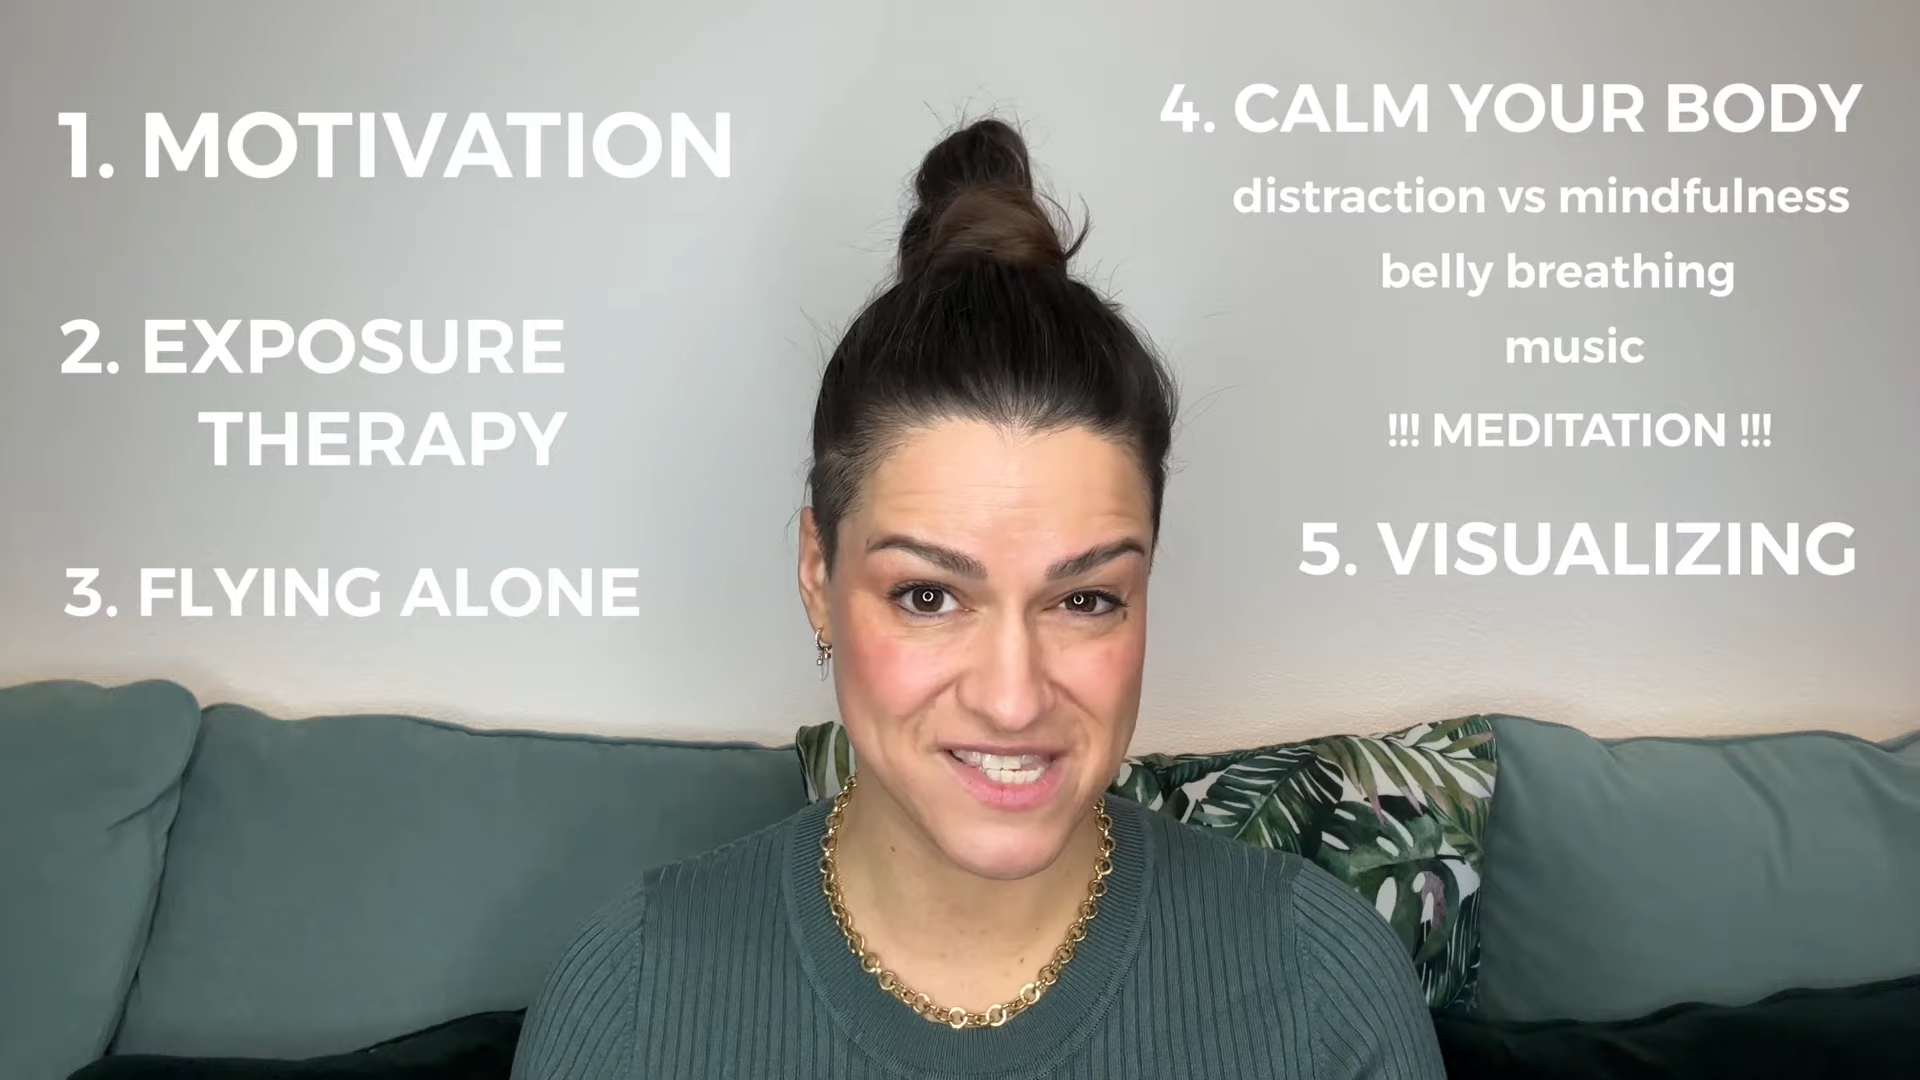 1. MOTIVATION
2. EXPOSURE
THERAPY
3. FLYING ALONE
4. CALM YOUR BODY
distraction vs mindfulness
belly breathing
music
!!! MEDITATION !!!
5. VISUALIZING